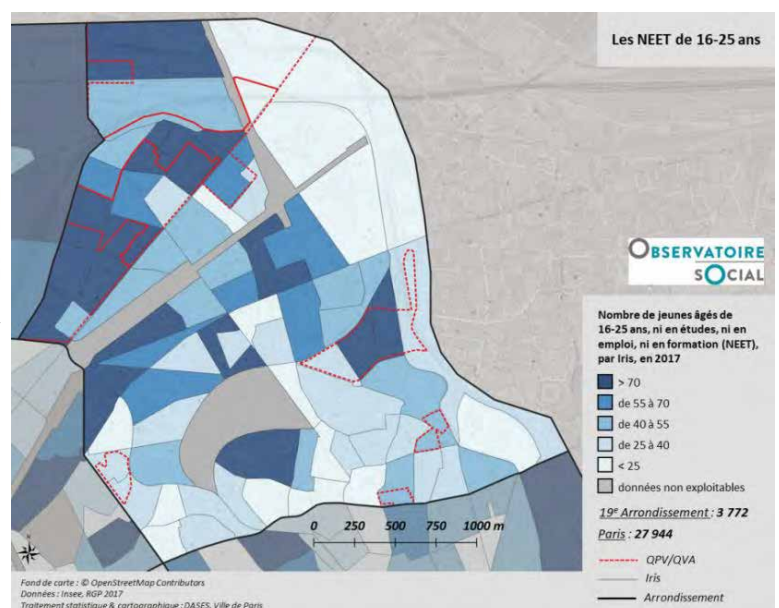 Les NEET de 16-25 ans
OBSERVATOIRE
SOCIAL
Nombre de jeunes âgés de
16-25 ans, ni en études, ni en
emploi, ni en formation (NEET),
par Iris, en 2017
> 70
de 55 à 70
de 40 à 55
de 25 à 40
< 25
données non exploitables
19e Arrondissement : 3 772
Paris : 27 944
QPV/QVA
Iris
Arrondissement
0 250 500 750 1000 m
Fond de carte : © OpenStreetMap Contributors
Données : Insee, RGP 2017
Traitement statistique & cartographique : DASES, Ville de Paris